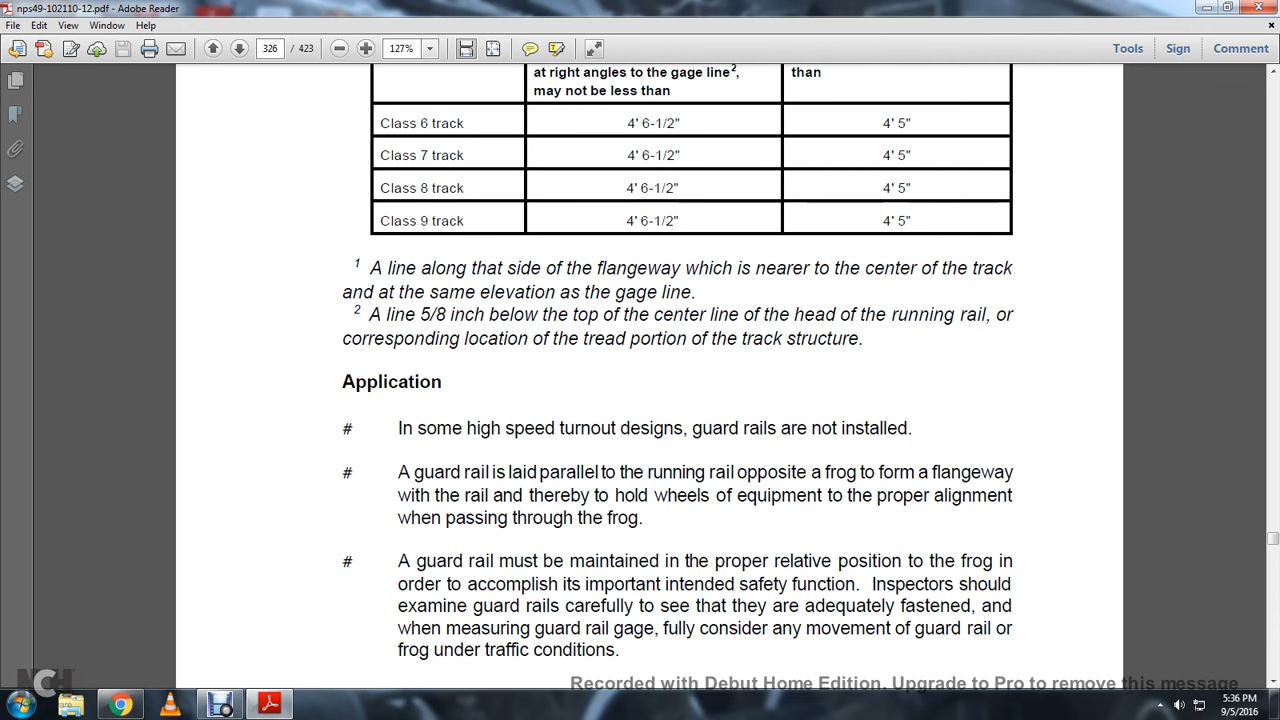 nps49-102110-12.pdf - Adobe Reader
File Edit View Window Help
326 / 423 127% Tools Sign Comment
at right angles to the gage line2, than
may not be less than
Class 6 track 4' 6-1/2" 4' 5"
Class 7 track 4' 6-1/2" 4' 5"
Class 8 track 4' 6-1/2" 4' 5"
Class 9 track 4' 6-1/2" 4' 5"
1 A line along that side of the flangeway which is nearer to the center of the track
and at the same elevation as the gage line.
2 A line 5/8 inch below the top of the center line of the head of the running rail, or
corresponding location of the tread portion of the track structure.
Application
# In some high speed turnout designs, guard rails are not installed.
# A guard rail is laid parallel to the running rail opposite a frog to form a flangeway
with the rail and thereby to hold wheels of equipment to the proper alignment
when passing through the frog.
# A guard rail must be maintained in the proper relative position to the frog in
order to accomplish its important intended safety function. Inspectors should
examine guard rails carefully to see that they are adequately fastened, and
when measuring guard rail gage, fully consider any movement of guard rail or
frog under traffic conditions.
NCH
Recorded with Debut Home Edition. Upgrade to Pro to remove this message
5:36 PM
9/5/2016